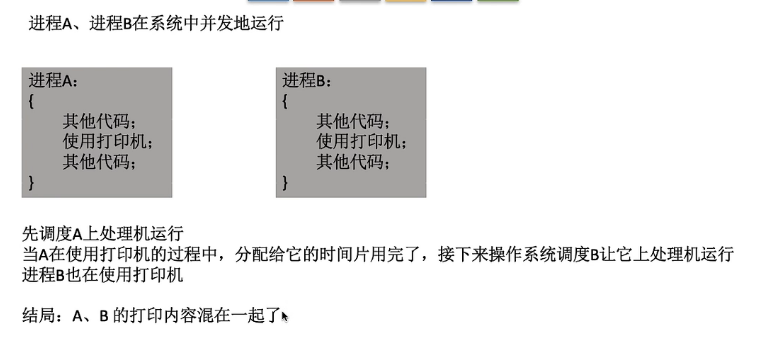 进程A、进程B在系统中并发地运行
进程A：
{
其他代码；
使用打印机；
其他代码；
}
进程B：
{
其他代码；
使用打印机；
其他代码；
}
先调度A上处理机运行
当A在使用打印机的过程中，分配给它的时间片用完了，接下来操作系统调度B让它上处理机运行
进程B也在使用打印机
结局：A、B 的打印内容混在一起了